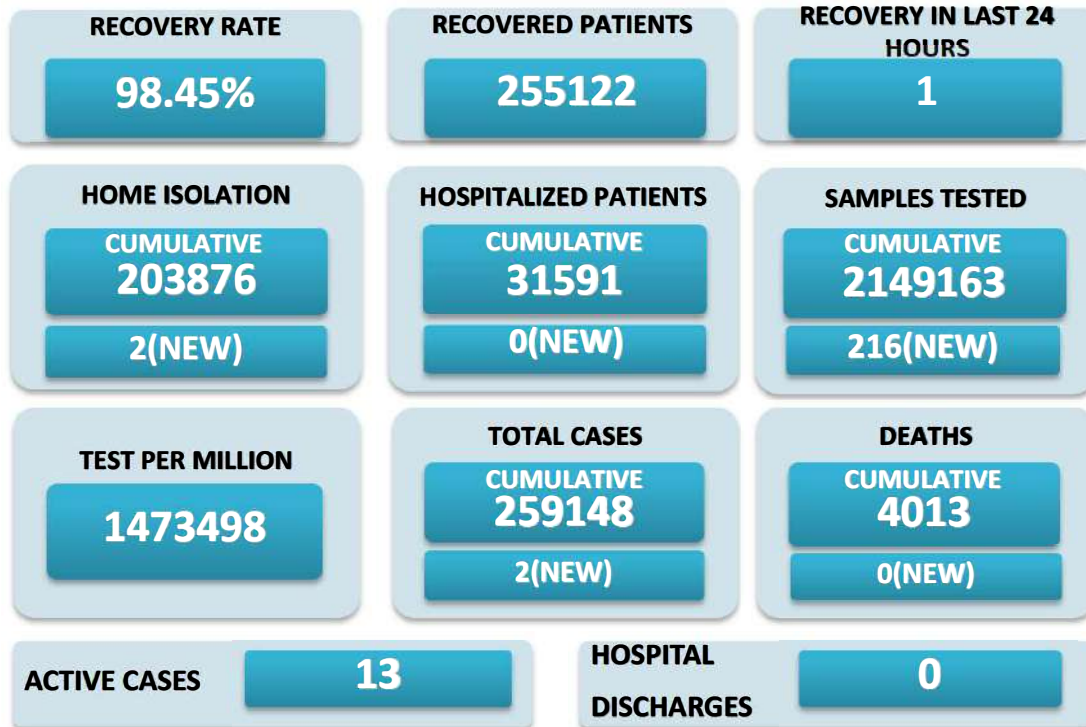 RECOVERY RATE
98.45%
RECOVERED PATIENTS
255122
RECOVERY IN LAST 24
HOURS
1
HOME ISOLATION
CUMULATIVE
203876
2(NEW)
HOSPITALIZED PATIENTS
CUMULATIVE
31591
0(NEW)
SAMPLES TESTED
CUMULATIVE
2149163
216(NEW)
TEST PER MILLION
1473498
TOTAL CASES
CUMULATIVE
259148
2(NEW)
DEATHS
CUMULATIVE
4013
0(NEW)
ACTIVE CASES
13
HOSPITAL
DISCHARGES
0